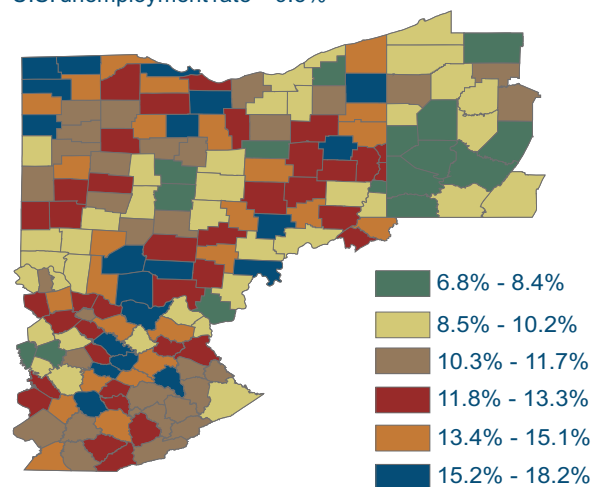 6.8% - 8.4%
8.5% - 10.2%
10.3% - 11.7%
11.8% - 13.3%
13.4% - 15.1%
15.2% - 18.2%